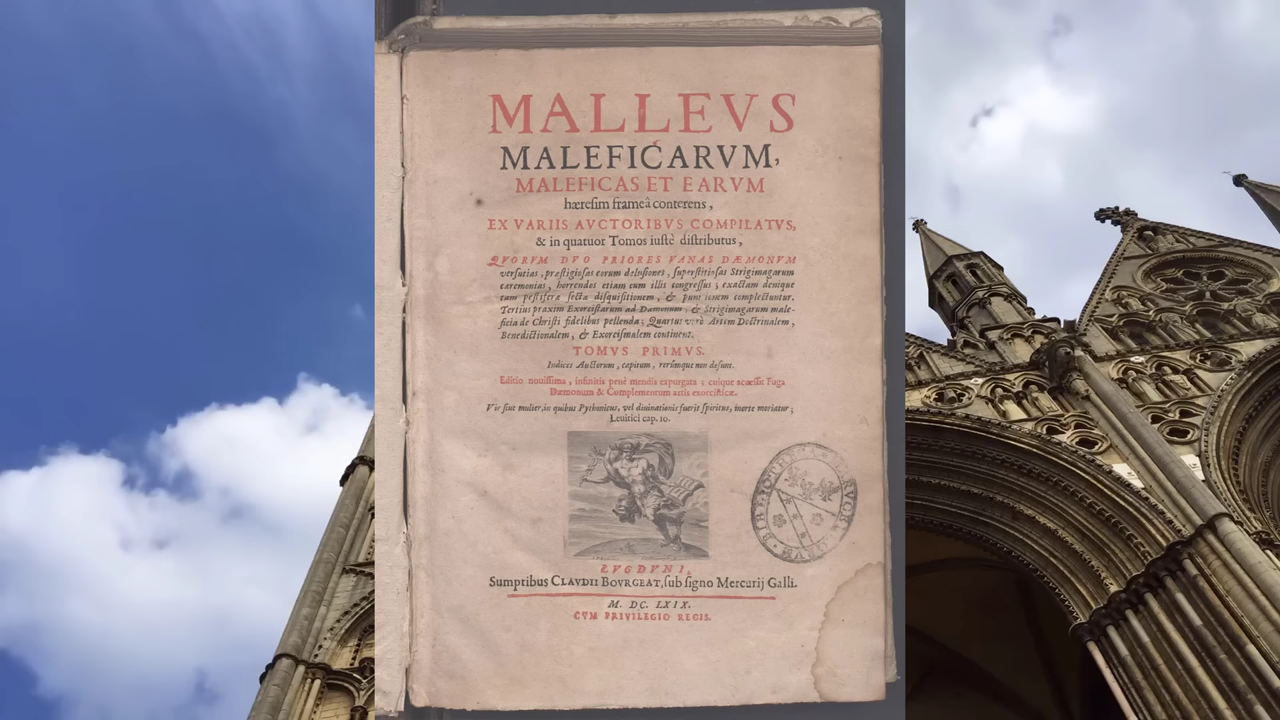 MALLEVS
MALEFICARVM,
MALEFICAS ET EARVM
hæresim frameâ conterens,
EX VARIIS AVCTORIBVS COMPILATVS,
& in quatuor Tomos iustè distributus,
QVORVM DVO PRIORES VANAS DÆMONVM
versutias, præstigiosas eorum delusiones, superstitiosas Strigimagarum
cæremonias, horrendos etiam cum illis congressus; exactam denique
tam pestiferæ sectæ disquisitionem, & punitionem complectuntur.
Tertius praxim Exorcistarum ad Dæmonum, & Strigimagarum male-
ficia de Christi fidelibus pellenda; Quartus verò Artem Doctrinalem,
Benedictionalem, & Exorcismalem continent.
TOMVS PRIMVS.
Indices Auctorum, capitum, rerúmque non desunt.
Editio nouissima, infinitis penè mendis expurgata; cuique accessit Fuga
Dæmonum & Complementum artis exorcisticæ.
Vir siue mulier, in quibus Pythonicus, vel diuinationis fuerit spiritus, morte moriatur;
Leuitici cap. 10.
LVGDVNI,
Sumptibus CLAVDII BOVRGEAT, sub signo Mercurij Galli.
M. DC. LXIX.
CVM PRIVILEGIO REGIS.